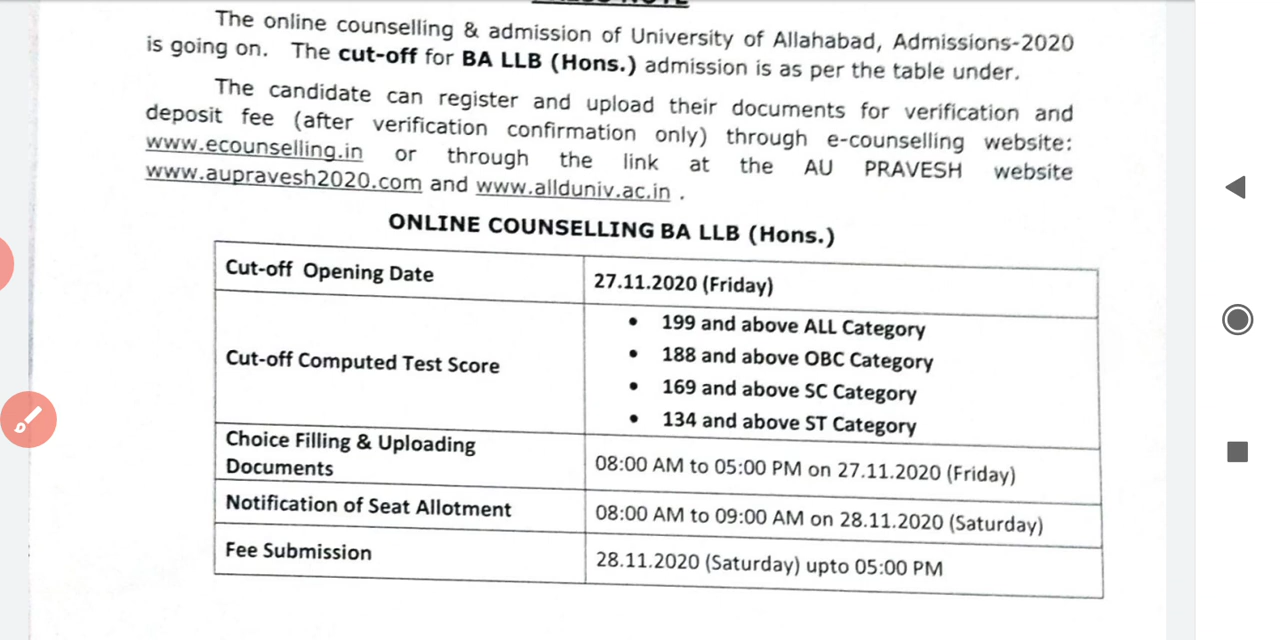 The online counselling & admission of University of Allahabad, Admissions-2020
is going on. The cut-off for BA LLB (Hons.) admission is as per the table under.
The candidate can register and upload their documents for verification and
deposit fee (after verification confirmation only) through e-counselling website:
www.ecounselling.in or through the link at the AU PRAVESH website
www.aupravesh2020.com and www.allduniv.ac.in .
ONLINE COUNSELLING BA LLB (Hons.)
Cut-off Opening Date
27.11.2020 (Friday)
Cut-off Computed Test Score
• 199 and above ALL Category
• 188 and above OBC Category
• 169 and above SC Category
• 134 and above ST Category
Choice Filling & Uploading
Documents
08:00 AM to 05:00 PM on 27.11.2020 (Friday)
Notification of Seat Allotment
08:00 AM to 09:00 AM on 28.11.2020 (Saturday)
Fee Submission
28.11.2020 (Saturday) upto 05:00 PM